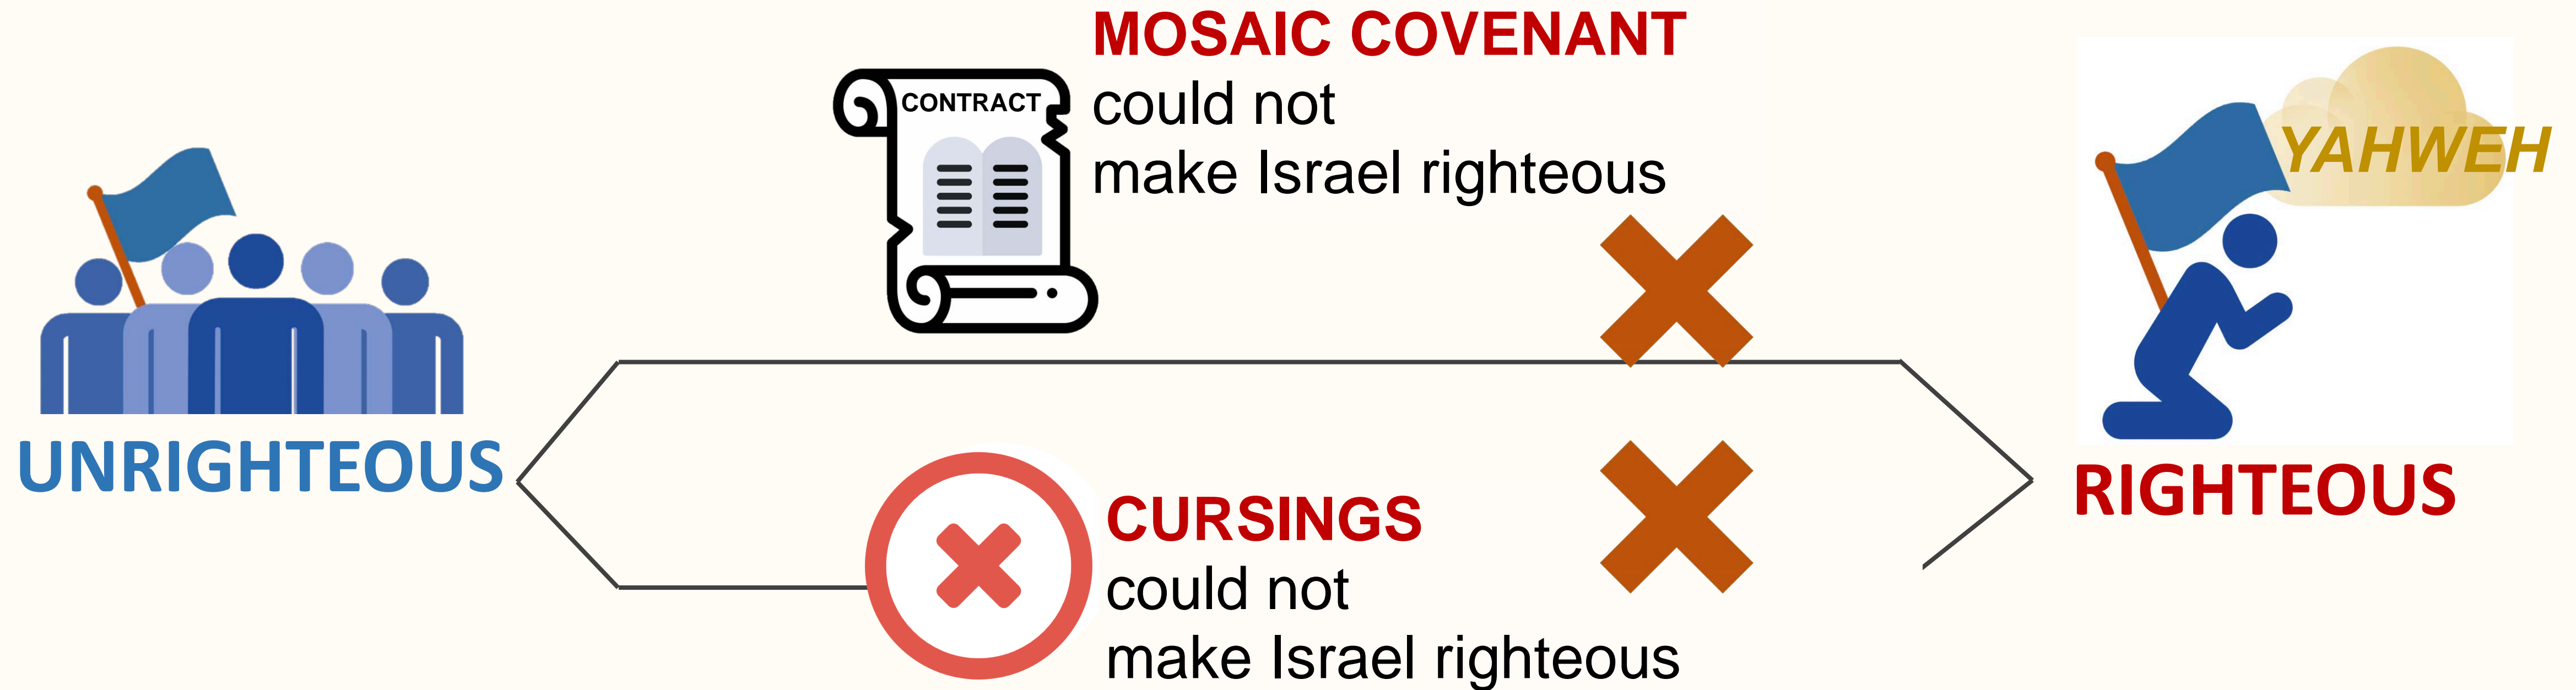 MOSAIC COVENANT
could not
make Israel righteous
CONTRACT
YAHWEH
UNRIGHTEOUS
RIGHTEOUS
CURSINGS
could not
make Israel righteous